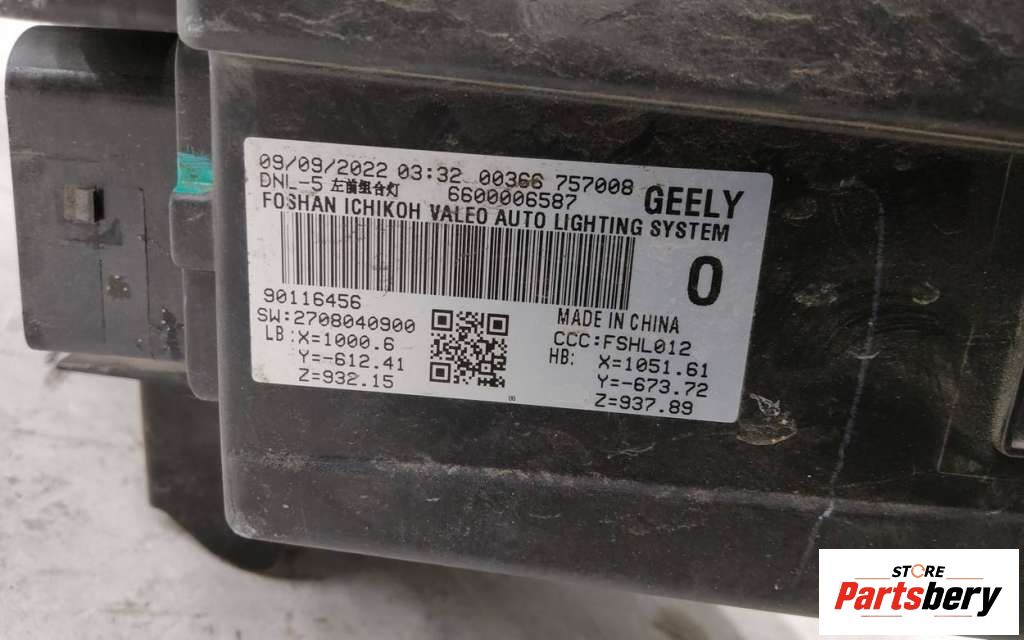 09/09/2022 03:32 00366 757008
DNL-5 左前组合灯 6600006587 GEELY
FOSHAN ICHIKOH VALEO AUTO LIGHTING SYSTEM
0
90116456
SW:2708040900
LB:X=1000.6
Y=-612.41
Z=932.15
MADE IN CHINA
CCC:FSHL012
HB: X=1051.61
Y=-673.72
Z=937.89
STORE
Partsbery